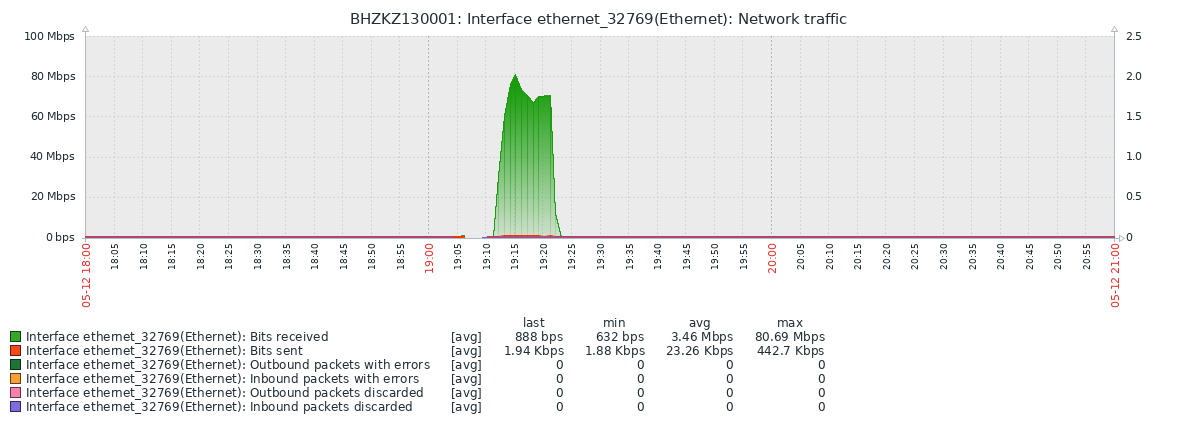 BHZKZ130001: Interface ethernet_32769(Ethernet): Network traffic
100 Mbps 2.5
80 Mbps 2.0
60 Mbps 1.5
40 Mbps 1.0
20 Mbps 0.5
0 bps 0
05-12 18:00 18:05 18:10 18:15 18:20 18:25 18:30 18:35 18:40 18:45 18:50 18:55 19:00 19:05 19:10 19:15 19:20 19:25 19:30 19:35 19:40 19:45 19:50 19:55 20:00 20:05 20:10 20:15 20:20 20:25 20:30 20:35 20:40 20:45 20:50 20:55 05-12 21:00
last min avg max
Interface ethernet_32769(Ethernet): Bits received [avg] 888 bps 632 bps 3.46 Mbps 80.69 Mbps
Interface ethernet_32769(Ethernet): Bits sent [avg] 1.94 Kbps 1.88 Kbps 23.26 Kbps 442.7 Kbps
Interface ethernet_32769(Ethernet): Outbound packets with errors [avg] 0 0 0 0
Interface ethernet_32769(Ethernet): Inbound packets with errors [avg] 0 0 0 0
Interface ethernet_32769(Ethernet): Outbound packets discarded [avg] 0 0 0 0
Interface ethernet_32769(Ethernet): Inbound packets discarded [avg] 0 0 0 0